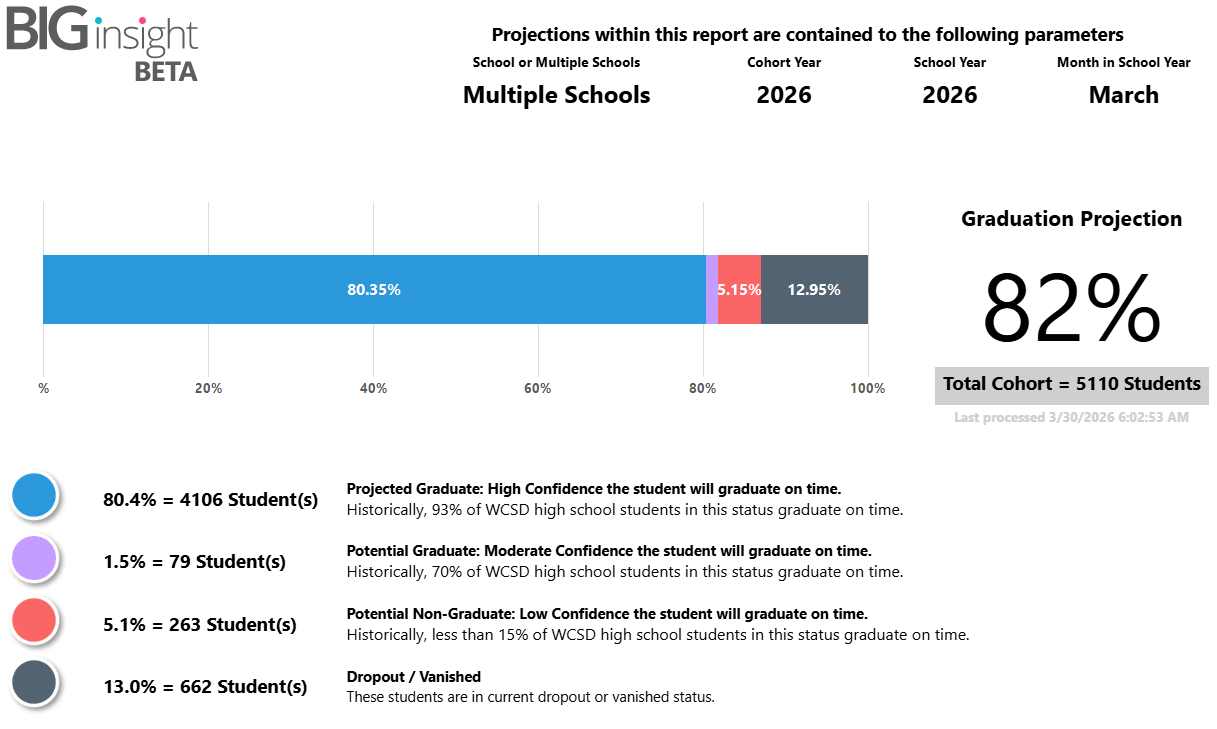 BIG insight
BETA
Projections within this report are contained to the following parameters
School or Multiple Schools
Cohort Year
School Year
Month in School Year
Multiple Schools
2026
2026
March
80.35%
5.15%
12.95%
%
20%
40%
60%
80%
100%
Graduation Projection
82%
Total Cohort = 5110 Students
Last processed 3/30/2026 6:02:53 AM
80.4% = 4106 Student(s)
Projected Graduate: High Confidence the student will graduate on time.
Historically, 93% of WCSD high school students in this status graduate on time.
1.5% = 79 Student(s)
Potential Graduate: Moderate Confidence the student will graduate on time.
Historically, 70% of WCSD high school students in this status graduate on time.
5.1% = 263 Student(s)
Potential Non-Graduate: Low Confidence the student will graduate on time.
Historically, less than 15% of WCSD high school students in this status graduate on time.
13.0% = 662 Student(s)
Dropout / Vanished
These students are in current dropout or vanished status.